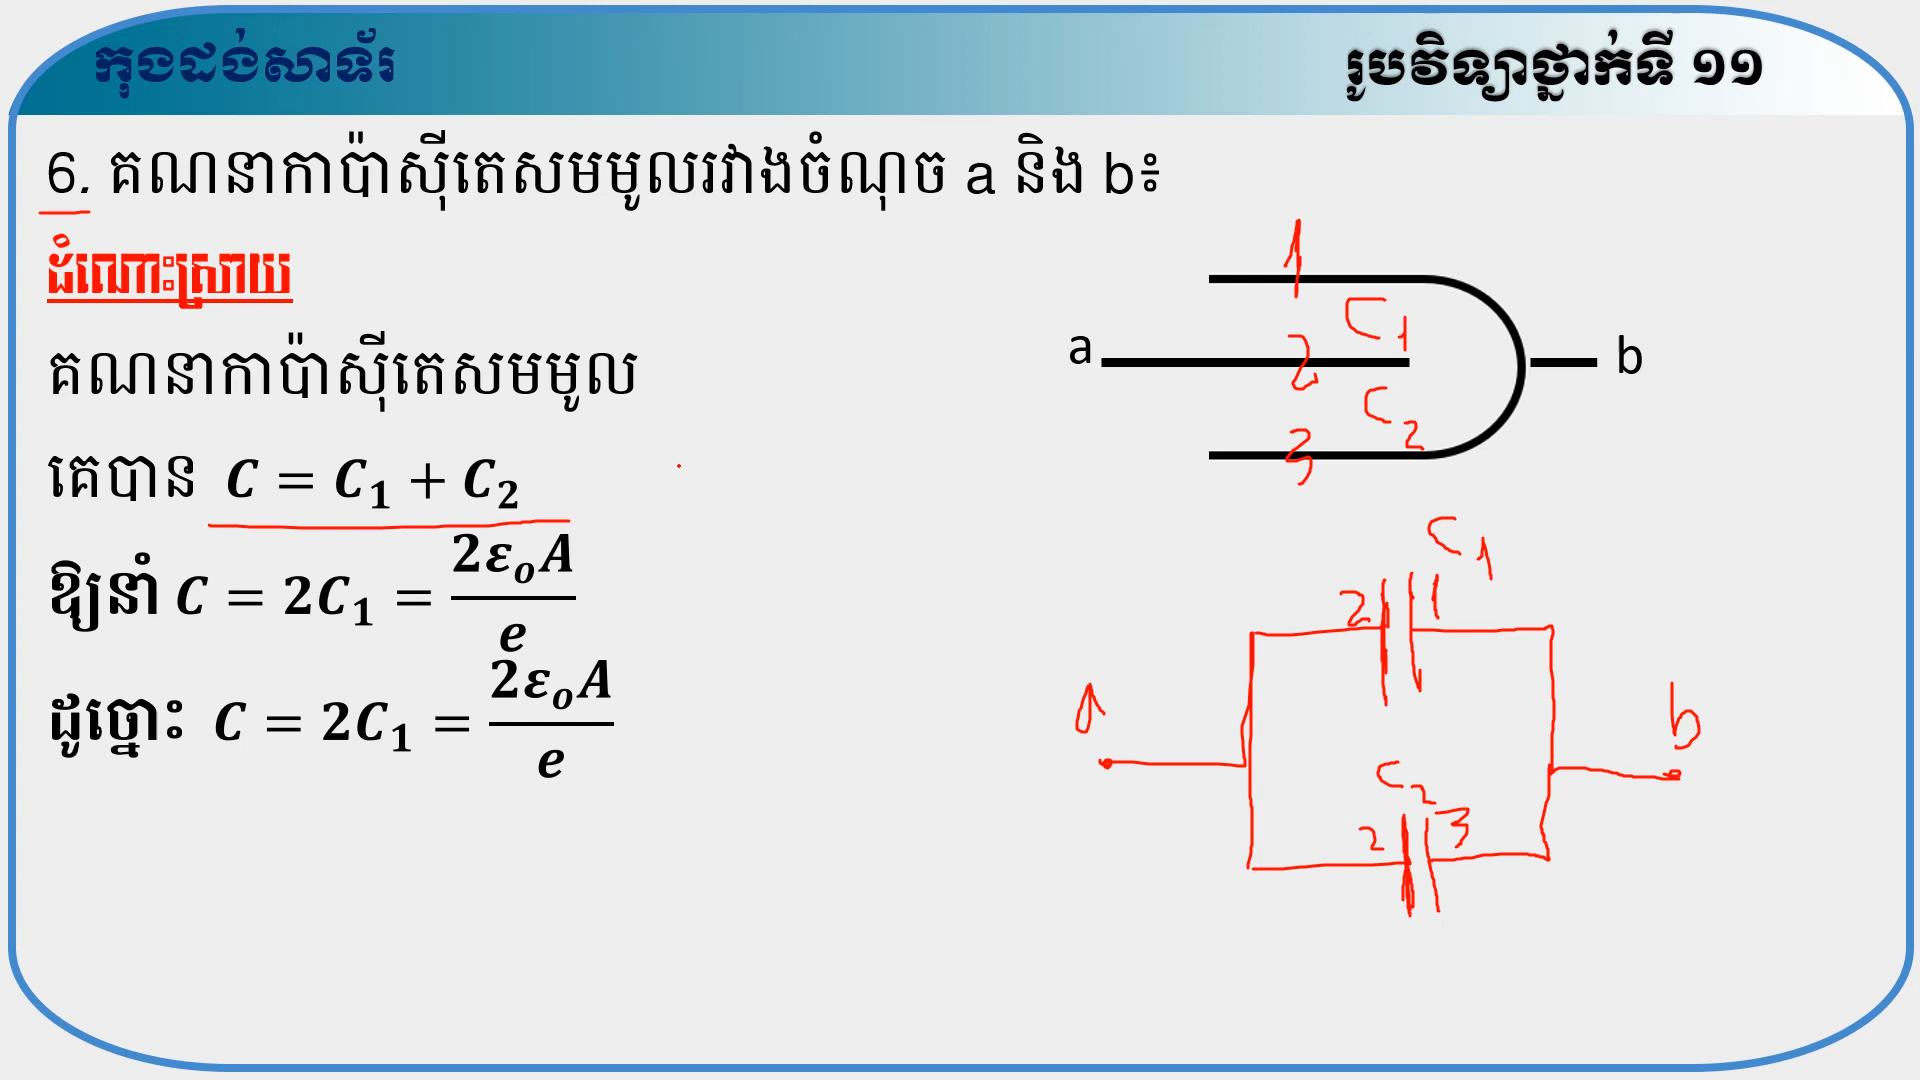 កុងដង់សាទ័រ
រូបវិទ្យាថ្នាក់ទី ១១
6. គណនាកាប៉ាស៊ីតេសមមូលរវាងចំណុច a និង b៖
ដំណោះស្រាយ
គណនាកាប៉ាស៊ីតេសមមូល
គេបាន C = C₁ + C₂
ឱ្យនាំ C = 2C₁ = 2εₒA / e
ដូច្នោះ C = 2C₁ = 2εₒA / e
1
C₁
a 2 b
C₂
3
C₁
2 1
a b
C₂
2 3